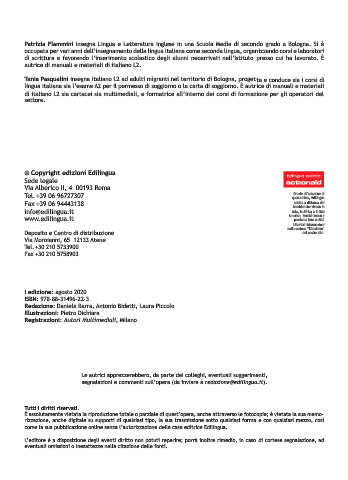 Patrizia Flammini insegna Lingua e Letteratura Inglese in una Scuola Media di secondo grado a Bologna. Si è
occupata per vari anni dell'insegnamento della lingua italiana come seconda lingua, organizzando corsi e laboratori
di scrittura e favorendo l'inserimento scolastico degli alunni neoarrivati nell'Istituto presso cui ha lavorato. È
autrice di manuali e materiali di italiano L2.
Tania Pasqualini insegna italiano L2 ad adulti migranti nel territorio di Bologna, progetta e conduce sia i corsi di
lingua italiana sia l'esame A2 per il permesso di soggiorno o la carta di soggiorno. È autrice di manuali e materiali
di italiano L2 sia cartacei sia multimediali, e formatrice all'interno dei corsi di formazione per gli operatori del
settore.
© Copyright edizioni Edilingua
Sede legale
Via Alberico II, 4 00193 Roma
Tel. +39 06 96727307
Fax +39 06 94443138
info@edilingua.it
www.edilingua.it
Deposito e Centro di distribuzione
Via Moroianni, 65 12133 Atene
Tel. +30 210 5733900
Fax +30 210 5758903
Edilingua sostiene
actionaid
I edizione: agosto 2020
ISBN: 978-88-31496-22-3
Redazione: Daniela Barra, Antonio Bidetti, Laura Piccolo
Illustrazioni: Pietro Dichiara
Registrazioni: Autori Multimediali, Milano
Le autrici apprezzerebbero, da parte dei colleghi, eventuali suggerimenti,
segnalazioni e commenti sull'opera (da inviare a redazione@edilingua.it).
Tutti i diritti riservati.
È assolutamente vietata la riproduzione totale o parziale di quest'opera, anche attraverso le fotocopie; è vietata la sua memo-
rizzazione, anche digitale su supporti di qualsiasi tipo, la sua trasmissione sotto qualsiasi forma e con qualsiasi mezzo, così
come la sua pubblicazione online senza l'autorizzazione della casa editrice Edilingua.
L'editore è a disposizione degli aventi diritto non potuti reperire; porrà inoltre rimedio, in caso di cortese segnalazione, ad
eventuali omissioni o inesattezze nella citazione delle fonti.